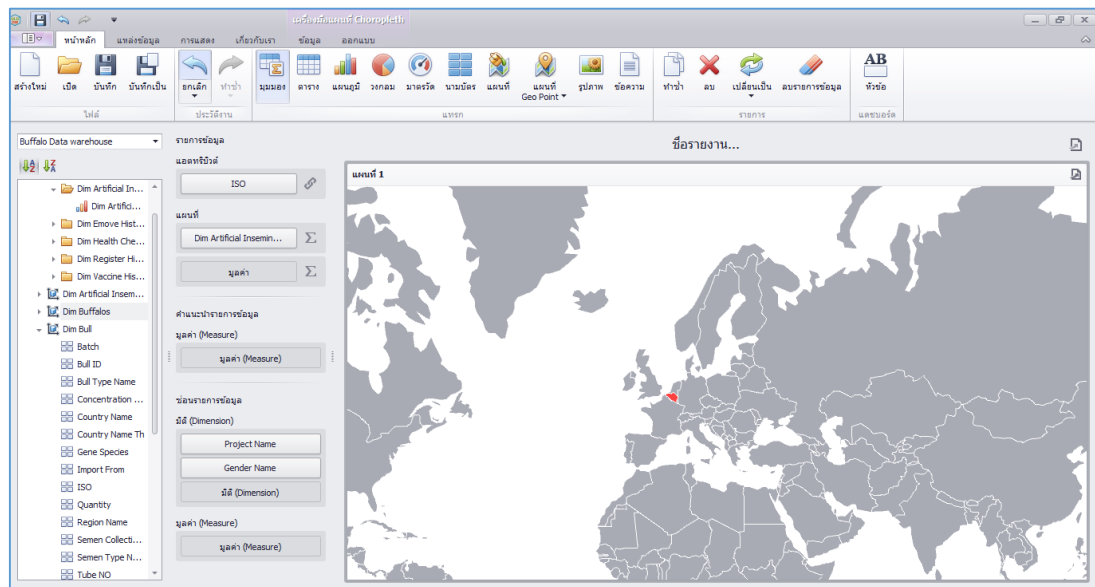 เครื่องมือแผนที่ Choropleth
หน้าหลัก แหล่งข้อมูล การแสดง เกี่ยวกับเรา ข้อมูล ออกแบบ
สร้างใหม่ เปิด บันทึก บันทึกเป็น ยกเลิก ทำซ้ำ มุมมอง ตาราง แผนภูมิ วงกลม มาตรวัด นามบัตร แผนที่ แผนที่ Geo Point รูปภาพ ข้อความ ทำซ้ำ ลบ เปลี่ยนเป็น ลบรายการข้อมูล AB หัวข้อ
ไฟล์ ประวัติงาน แทรก รายการ แดชบอร์ด
Buffalo Data warehouse
Dim Artificial In...
Dim Artifici...
Dim Emove Hist...
Dim Health Che...
Dim Register Hi...
Dim Vaccine His...
Dim Artificial Insem...
Dim Buffalos
Dim Bull
Batch
Bull ID
Bull Type Name
Concentration ...
Country Name
Country Name Th
Gene Species
Import From
ISO
Quantity
Region Name
Semen Collecti...
Semen Type N...
Tube NO
รายการข้อมูล
แอตทริบิวต์
ISO
แผนที่
Dim Artificial Insemin...
มูลค่า
คำแนะนำรายการข้อมูล
มูลค่า (Measure)
มูลค่า (Measure)
ซ่อนรายการข้อมูล
มิติ (Dimension)
Project Name
Gender Name
มิติ (Dimension)
มูลค่า (Measure)
มูลค่า (Measure)
ชื่อรายงาน...
แผนที่ 1